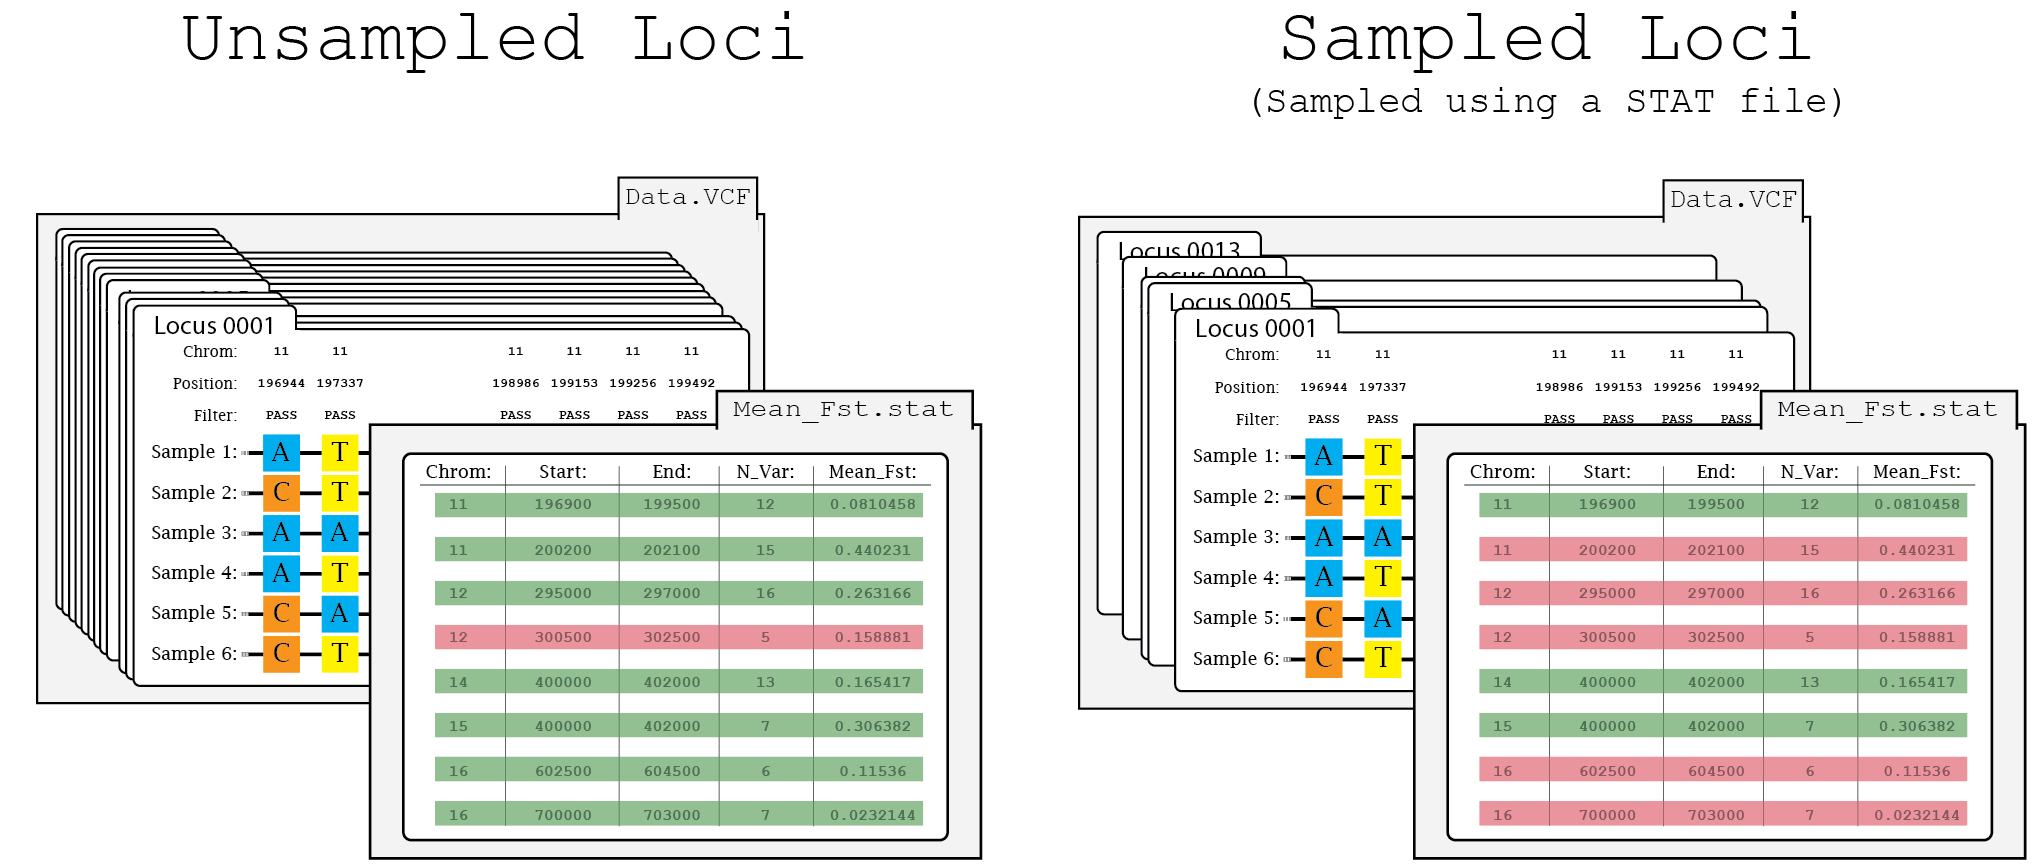 Unsampled Loci
Data.VCF
Locus 0001
Chrom: 11 11 11 11 11 11
Position: 196944 197337 198986 199153 199256 199492
Filter: PASS PASS PASS PASS PASS PASS
Sample 1: A T
Sample 2: C T
Sample 3: A A
Sample 4: A T
Sample 5: C A
Sample 6: C T
Mean_Fst.stat
Chrom: Start: End: N_Var: Mean_Fst:
11 196900 199500 12 0.0810458
11 200200 202100 15 0.440231
12 295000 297000 16 0.263166
12 300500 302500 5 0.158881
14 400000 402000 13 0.165417
15 400000 402000 7 0.306382
16 602500 604500 6 0.11536
16 700000 703000 7 0.0232144
Sampled Loci
(Sampled using a STAT file)
Data.VCF
Locus 0013
Locus 0009
Locus 0005
Locus 0001
Chrom: 11 11 11 11 11 11
Position: 196944 197337 198986 199153 199256 199492
Filter: PASS PASS PASS PASS PASS PASS
Sample 1: A T
Sample 2: C T
Sample 3: A A
Sample 4: A T
Sample 5: C A
Sample 6: C T
Mean_Fst.stat
Chrom: Start: End: N_Var: Mean_Fst:
11 196900 199500 12 0.0810458
11 200200 202100 15 0.440231
12 295000 297000 16 0.263166
12 300500 302500 5 0.158881
14 400000 402000 13 0.165417
15 400000 402000 7 0.306382
16 602500 604500 6 0.11536
16 700000 703000 7 0.0232144